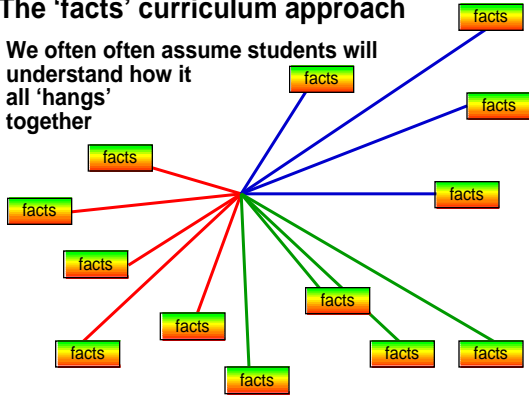 The ‘facts’ curriculum approach
We often often assume students will
understand how it
all ‘hangs’
together
facts
facts
facts
facts
facts
facts
facts
facts
facts
facts
facts
facts